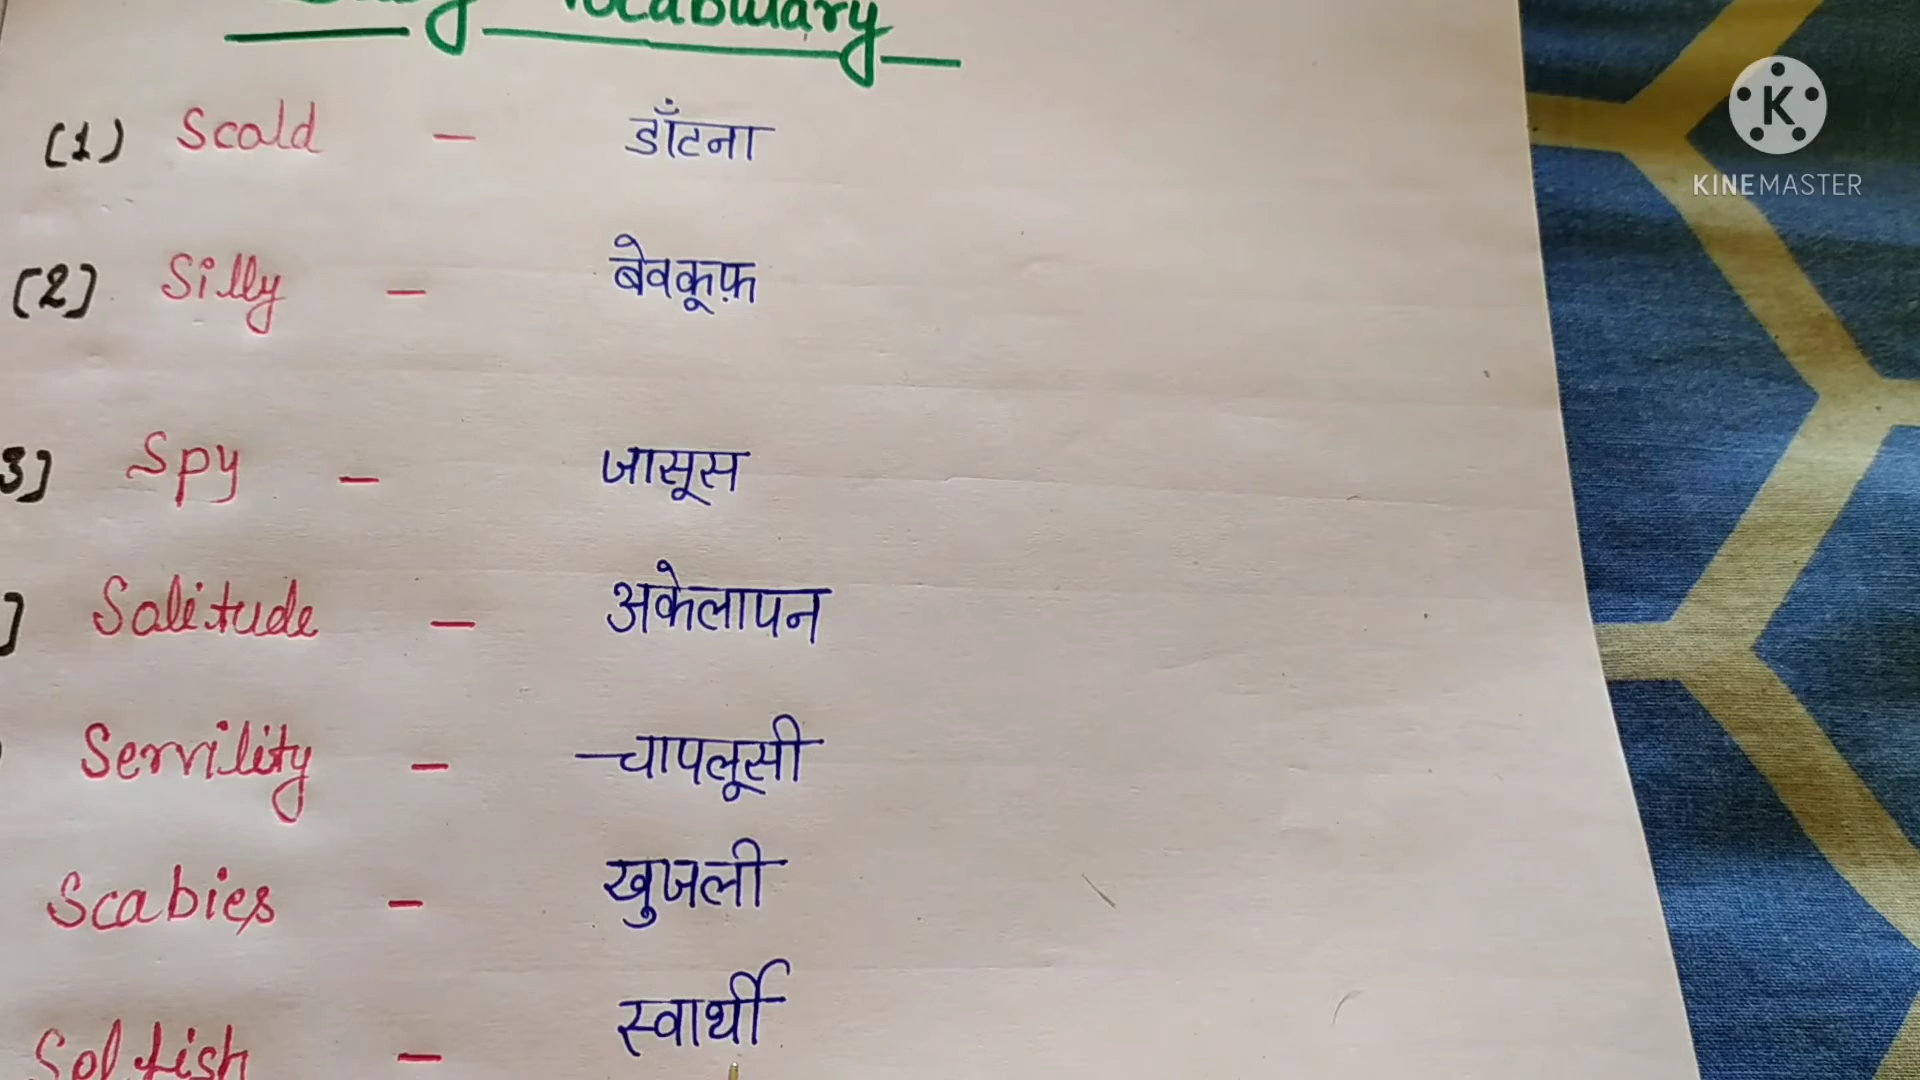 Vocabulary
(1) Scold - डाँटना
(2) Silly - बेवकूफ़
3) Spy - जासूस
) Solitude - अकेलापन
Servility - चापलूसी
Scabies - खुजली
Selfish - स्वार्थी
KINEMASTER